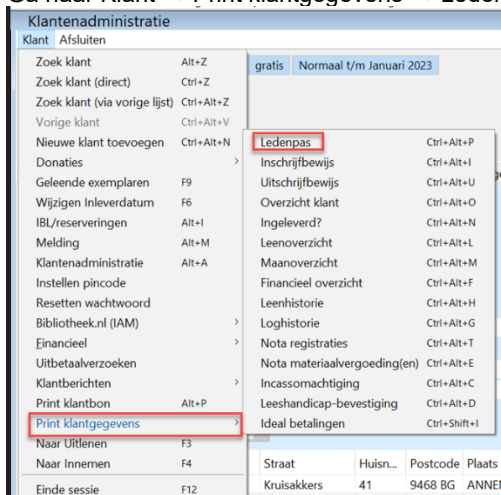 Klantenadministratie
Klant Afsluiten
gratis Normaal t/m Januari 2023
Zoek klant Alt+Z
Zoek klant (direct) Ctrl+Z
Zoek klant (via vorige lijst) Ctrl+Alt+Z
Vorige klant Ctrl+Alt+V
Nieuwe klant toevoegen Ctrl+Alt+N
Donaties >
Geleende exemplaren F9
Wijzigen Inleverdatum F6
IBL/reserveringen Alt+I
Melding Alt+M
Klantenadministratie Alt+A
Instellen pincode
Resetten wachtwoord
Bibliotheek.nl (IAM) >
Financieel >
Uitbetaalverzoeken
Klantberichten >
Print klantbon Alt+P
Print klantgegevens >
Naar Uitlenen F3
Naar Innemen F4
Einde sessie F12
Ledenpas Ctrl+Alt+P
Inschrijfbewijs Ctrl+Alt+I
Uitschrijfbewijs Ctrl+Alt+U
Overzicht klant Ctrl+Alt+O
Ingeleverd? Ctrl+Alt+N
Leenoverzicht Ctrl+Alt+L
Maanoverzicht Ctrl+Alt+M
Financieel overzicht Ctrl+Alt+F
Leenhistorie Ctrl+Alt+H
Loghistorie Ctrl+Alt+G
Nota registraties Ctrl+Alt+T
Nota materiaalvergoeding(en) Ctrl+Alt+E
Incassomachtiging Ctrl+Alt+C
Leeshandicap-bevestiging Ctrl+Alt+D
Ideal betalingen Ctrl+Shift+I
Straat Huisn... Postcode Plaats
Kruisakkers 41 9468 BG